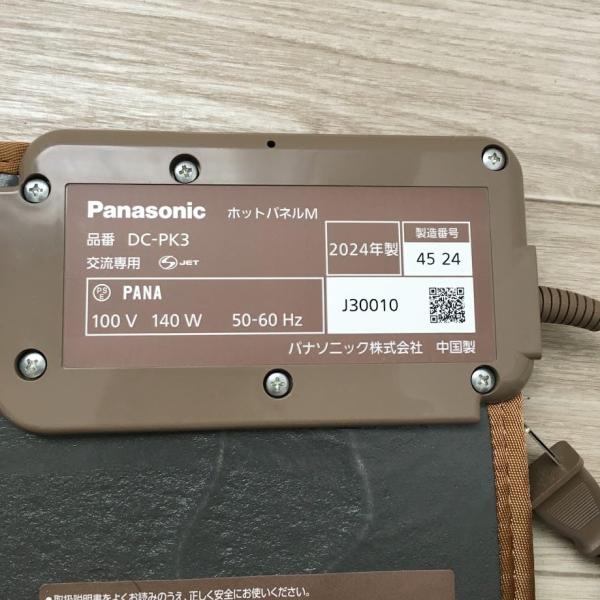 Panasonic ホットパネルM
品番 DC-PK3
交流専用 S JET
2024年製
製造番号
45 24
PS E PANA
100 V 140 W 50-60 Hz
J30010
パナソニック株式会社 中国製
●取扱説明書をよくお読みのうえ、正しく安全にお使いください。